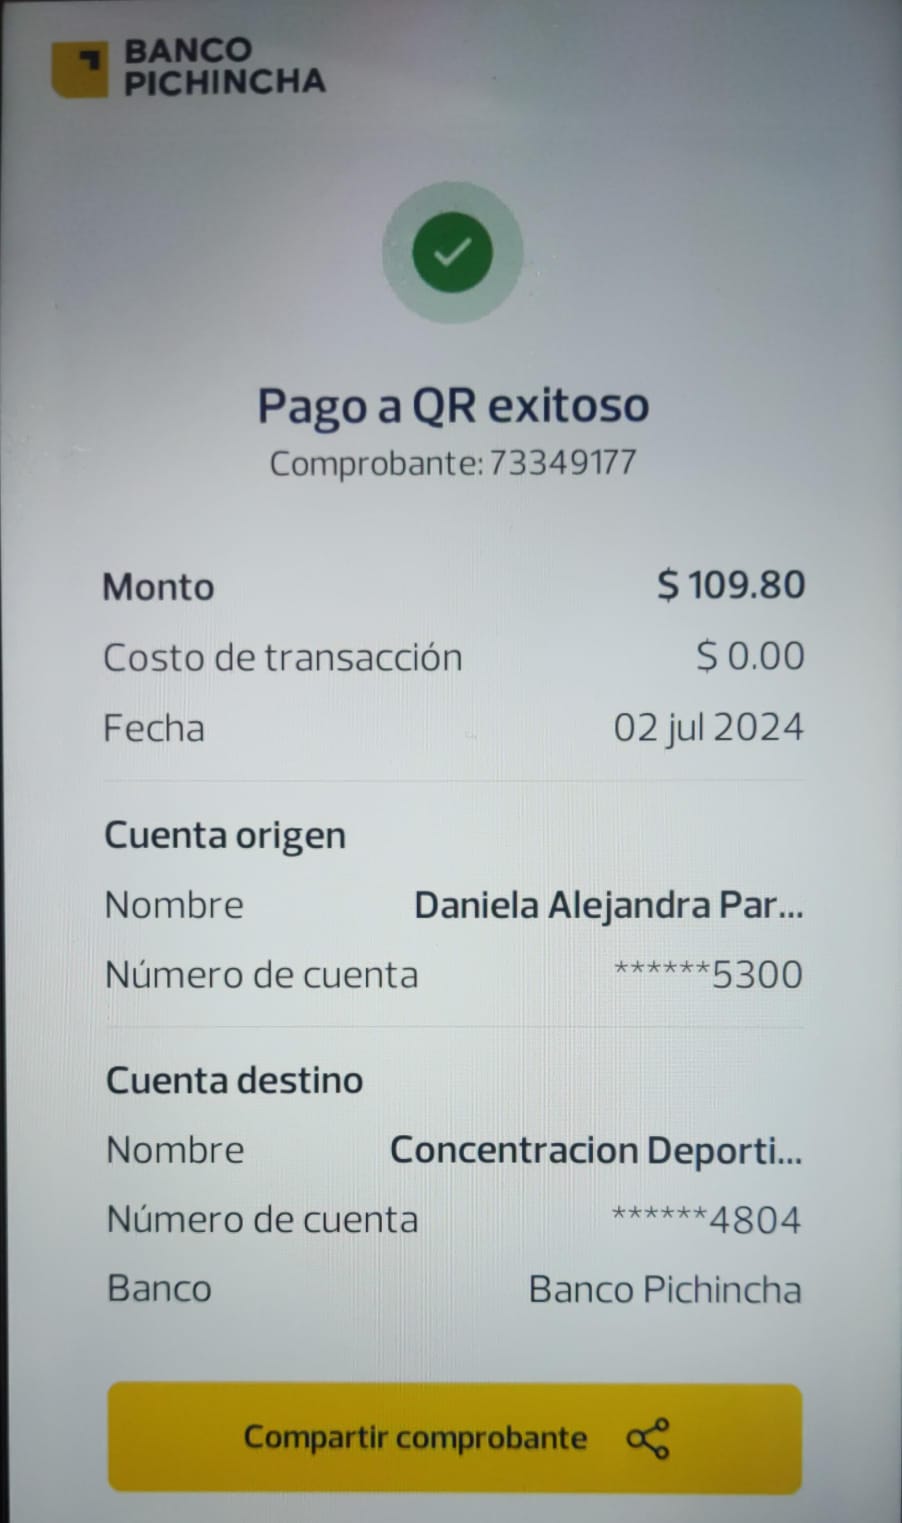 BANCO
PICHINCHA
Pago a QR exitoso
Comprobante: 73349177
Monto $ 109.80
Costo de transacción $ 0.00
Fecha 02 jul 2024
Cuenta origen
Nombre Daniela Alejandra Par...
Número de cuenta ******5300
Cuenta destino
Nombre Concentracion Deporti...
Número de cuenta ******4804
Banco Banco Pichincha
Compartir comprobante